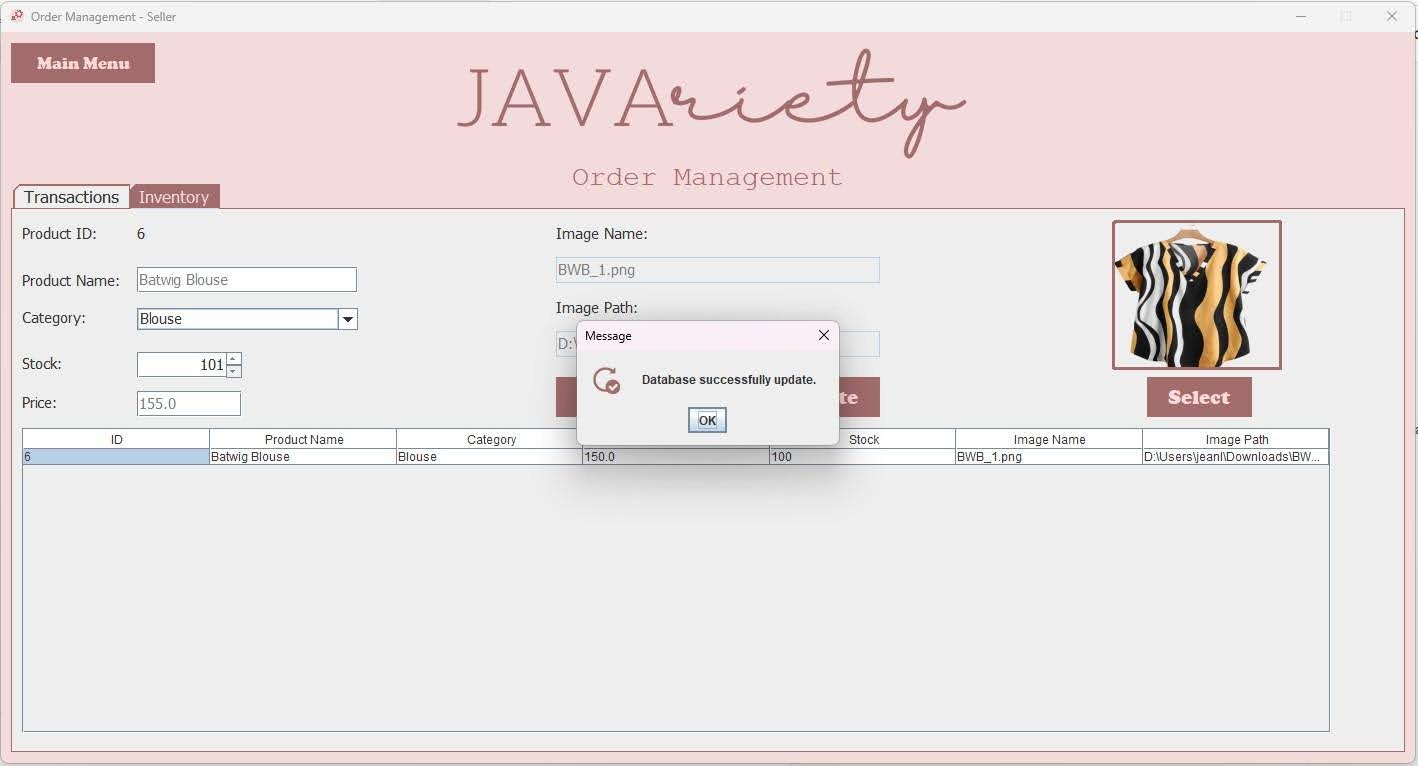 Order Management - Seller
Main Menu
JAVAriety
Order Management
Transactions Inventory
Product ID: 6
Image Name:
Product Name: Batwig Blouse
BWB_1.png
Category: Blouse
Image Path:
Stock: 101
D:\
Price: 155.0
te
Select
Message
Database successfully update.
OK
ID Product Name Category Stock Image Name Image Path
6 Batwig Blouse Blouse 150.0 100 BWB_1.png D:\Users\jeanl\Downloads\BW...